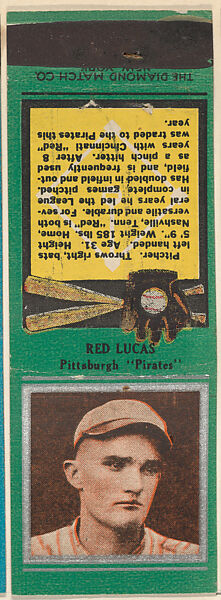 THE DIAMOND MATCH CO.
NEW YORK
Pitcher. Throws right, bats
left handed. Age 31. Height
5' 9". Weight 185 lbs. Home,
Nashville, Tenn. "Red" is both
versatile and durable. For sev-
eral years he led the League
in complete games pitched.
Has doubled in infield and out-
field and is frequently used
as a pinch hitter. After 8
years with Cincinnati "Red"
was traded to the Pirates this
year.
RED LUCAS
Pittsburgh "Pirates"